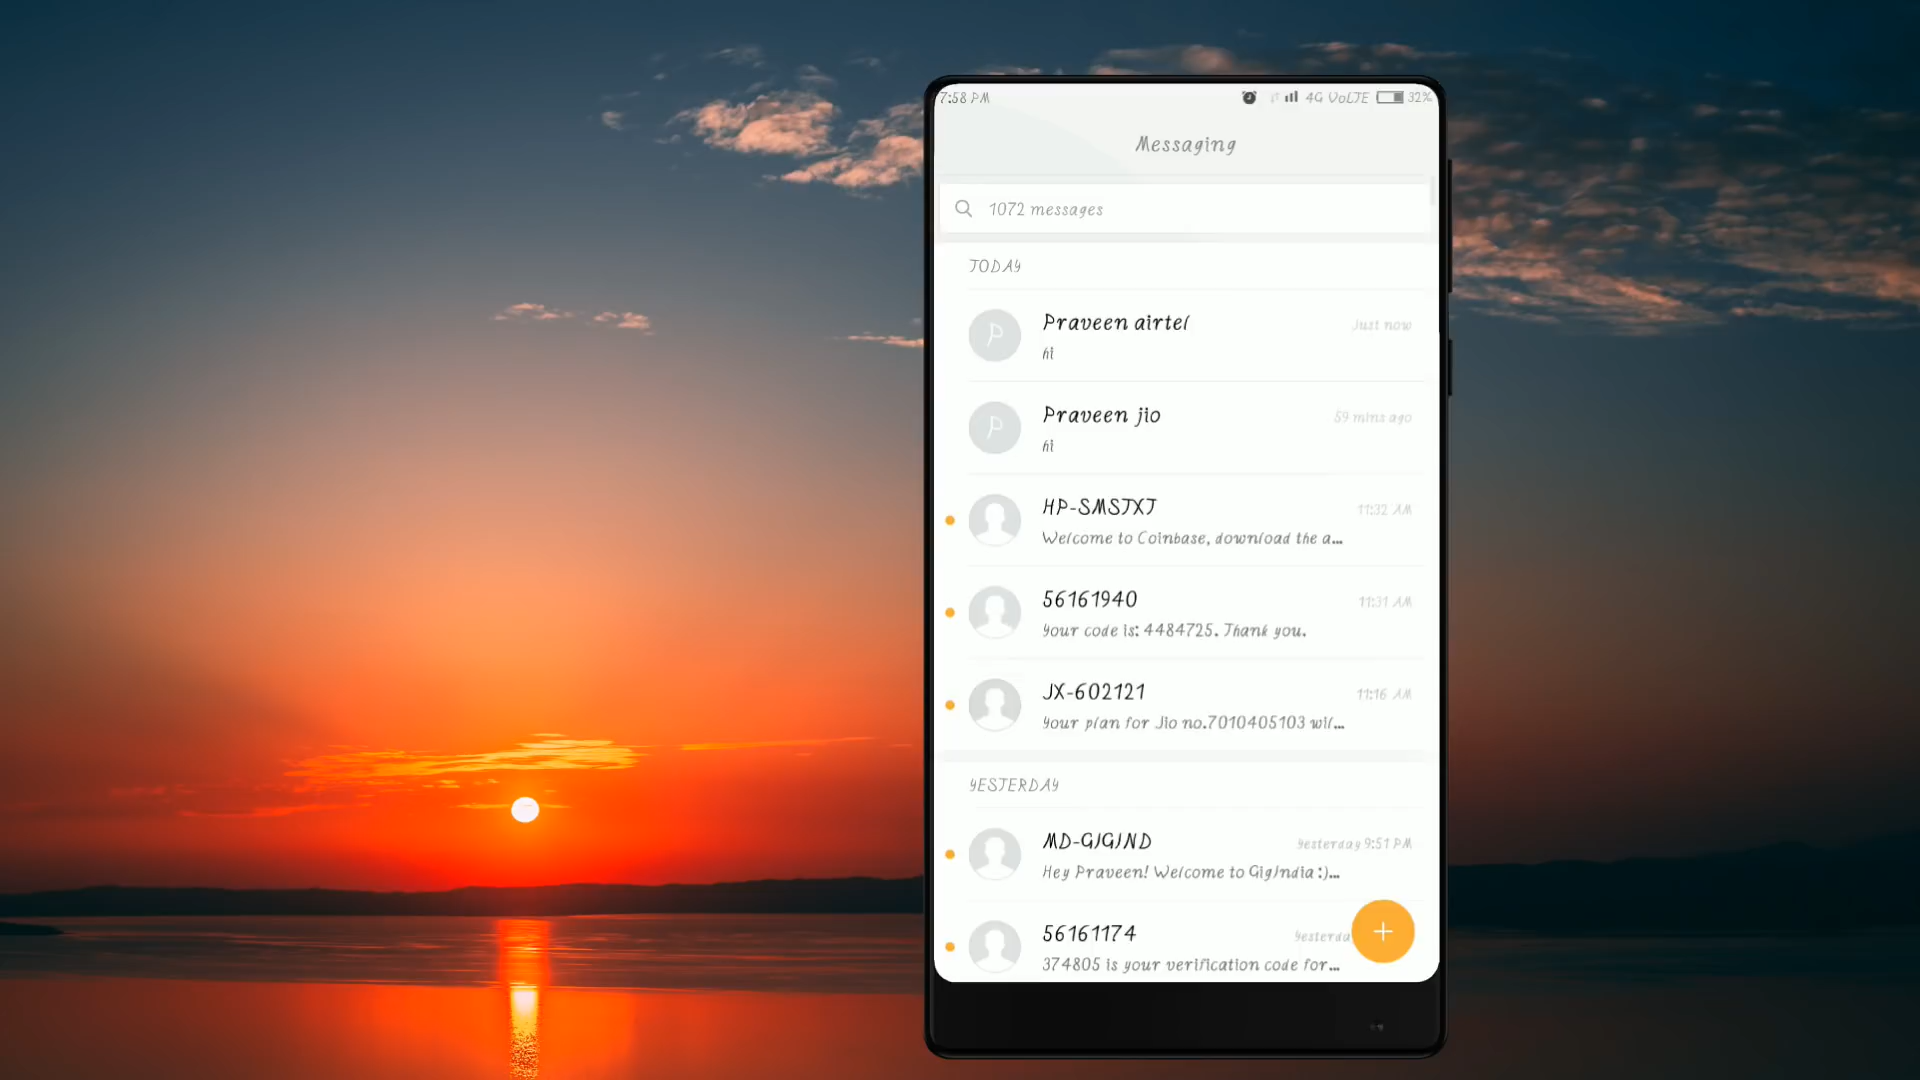 7:58 PM
4G VoLTE 32%
Messaging
1072 messages
TODAY
Praveen airtel
Just now
hi
Praveen jio
59 mins ago
hi
HP-SMSTXT
11:32 AM
Welcome to Coinbase, download the a...
56161940
11:31 AM
Your code is: 4484725. Thank you.
JX-602121
11:16 AM
Your plan for Jio no.7010405103 wil...
YESTERDAY
MD-GIGIND
Yesterday 9:51 PM
Hey Praveen! Welcome to GigIndia :)...
56161174
Yesterda
374805 is your verification code for...